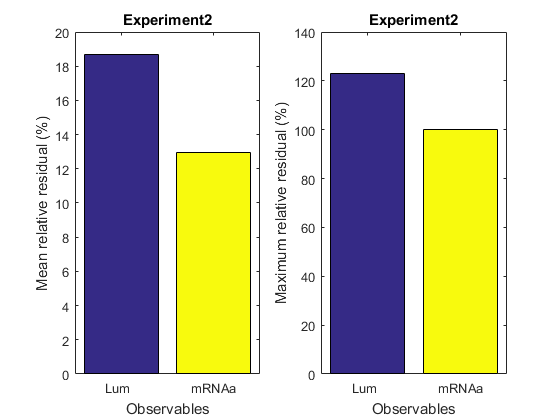 Experiment2
Mean relative residual (%)
20
18
16
14
12
10
8
6
4
2
0
Lum
mRNAa
Observables
Experiment2
Maximum relative residual (%)
140
120
100
80
60
40
20
0
Lum
mRNAa
Observables